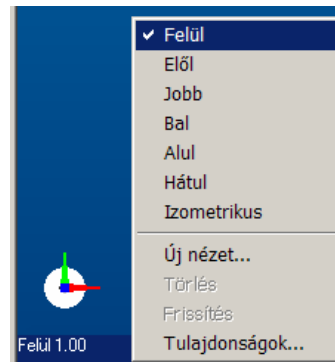 Felül
Elől
Jobb
Bal
Alul
Hátul
Izometrikus
Új nézet...
Törlés
Frissítés
Tulajdonságok...
Felül 1.00